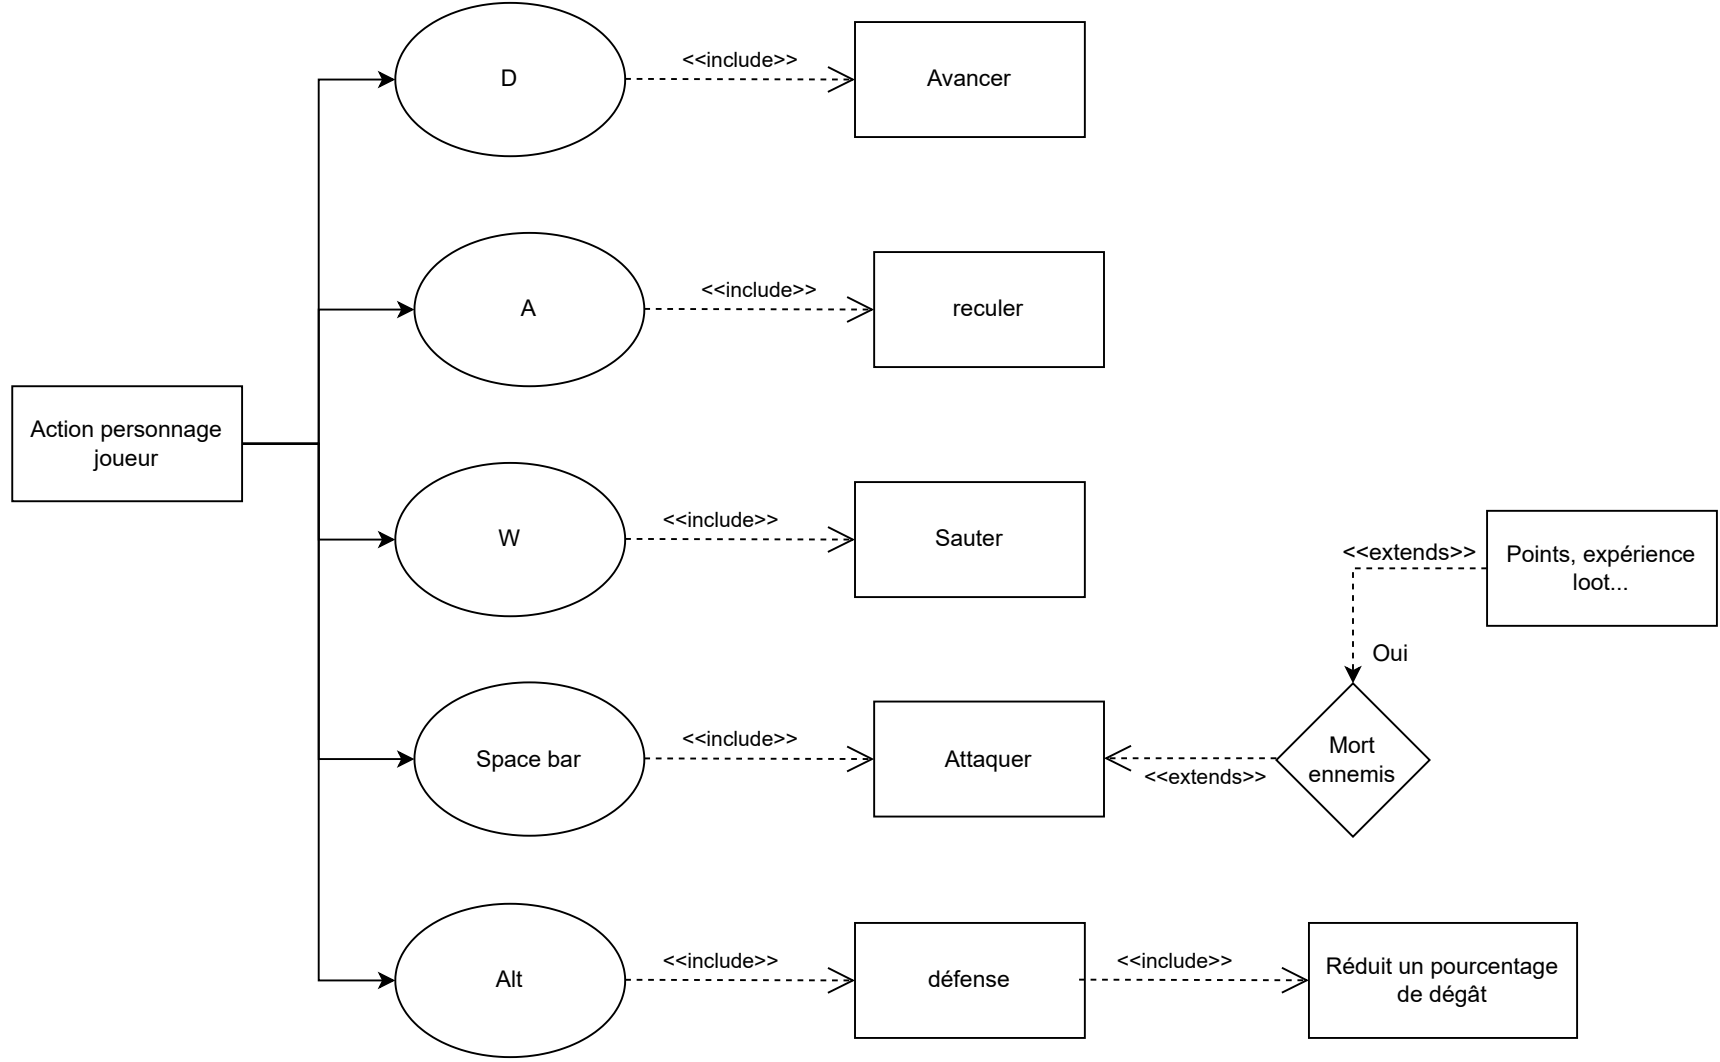 D
<<include>>
Avancer
A
<<include>>
reculer
Action personnage
joueur
W
<<include>>
Sauter
<<extends>>
Points, expérience
loot...
Oui
Space bar
<<include>>
Attaquer
<<extends>>
Mort
ennemis
Alt
<<include>>
défense
<<include>>
Réduit un pourcentage
de dégât